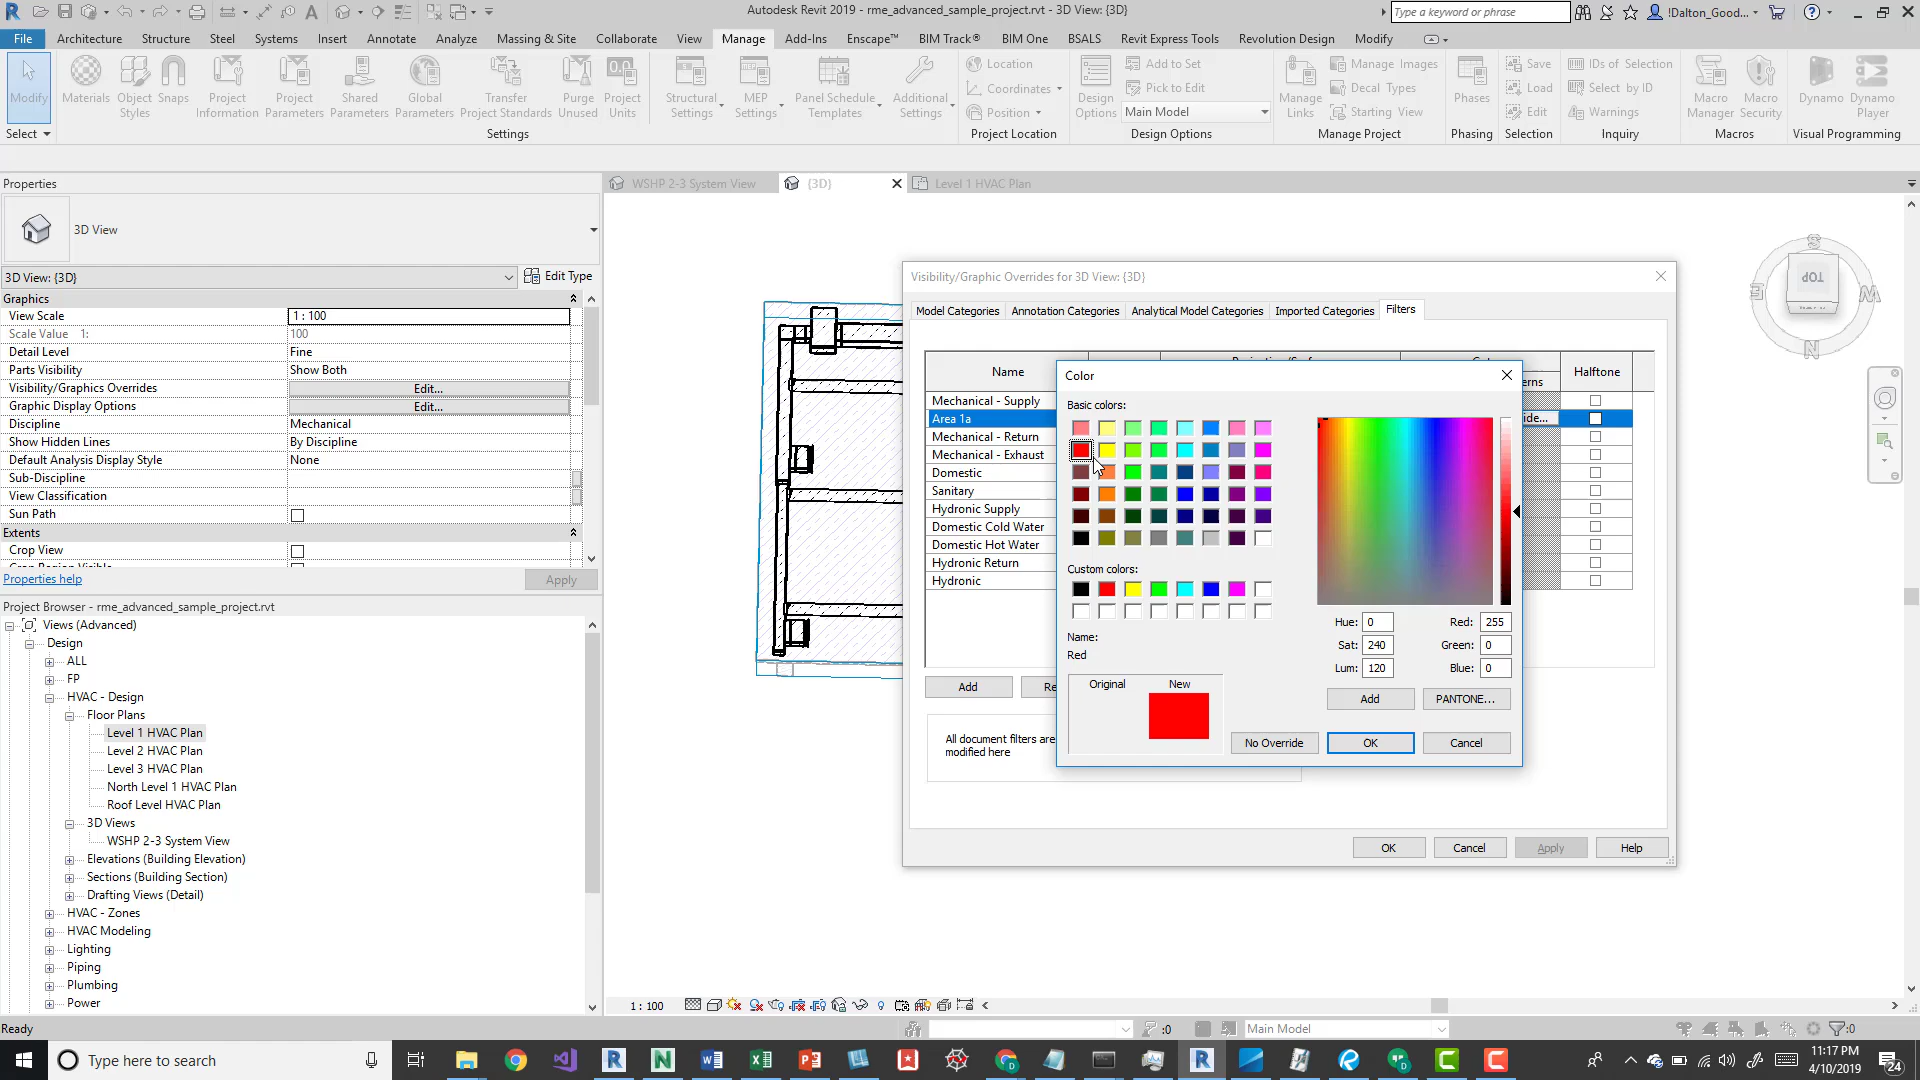 Autodesk Revit 2019 - rme_advanced_sample_project.rvt - 3D View: {3D}
Type a keyword or phrase
!Dalton_Good...
File Architecture Structure Steel Systems Insert Annotate Analyze Massing & Site Collaborate View Manage Add-Ins Enscape™ BIM Track® BIM One BSALS Revit Express Tools Revolution Design Modify
Modify
Materials
Object Styles
Snaps
Project Information
Project Parameters
Shared Parameters
Global Parameters
Transfer Project Standards
Purge Unused
Project Units
Structural Settings
MEP Settings
Panel Schedule Templates
Additional Settings
Location
Coordinates
Position
Design Options
Add to Set
Pick to Edit
Main Model
Manage Links
Manage Images
Decal Types
Starting View
Phases
Save
Load
Edit
IDs of Selection
Select by ID
Warnings
Macro Manager
Macro Security
Dynamo
Dynamo Player
Select Settings Project Location Design Options Manage Project Phasing Selection Inquiry Macros Visual Programming
Properties
WSHP 2-3 System View {3D} Level 1 HVAC Plan
3D View
3D View: {3D} Edit Type
Graphics
View Scale 1 : 100
Scale Value 1: 100
Detail Level Fine
Parts Visibility Show Both
Visibility/Graphics Overrides Edit...
Graphic Display Options Edit...
Discipline Mechanical
Show Hidden Lines By Discipline
Default Analysis Display Style None
Sub-Discipline
View Classification
Sun Path
Extents
Crop View
Properties help Apply
Project Browser - rme_advanced_sample_project.rvt
Views (Advanced)
Design
ALL
FP
HVAC - Design
Floor Plans
Level 1 HVAC Plan
Level 2 HVAC Plan
Level 3 HVAC Plan
North Level 1 HVAC Plan
Roof Level HVAC Plan
3D Views
WSHP 2-3 System View
Elevations (Building Elevation)
Sections (Building Section)
Drafting Views (Detail)
HVAC - Zones
HVAC Modeling
Lighting
Piping
Plumbing
Power
Visibility/Graphic Overrides for 3D View: {3D}
Model Categories Annotation Categories Analytical Model Categories Imported Categories Filters
Name Halftone
Mechanical - Supply
Area 1a
Mechanical - Return
Mechanical - Exhaust
Domestic
Sanitary
Hydronic Supply
Domestic Cold Water
Domestic Hot Water
Hydronic Return
Hydronic
Add
All document filters are
modified here
OK Cancel Apply Help
Color
Basic colors:
Custom colors:
Name:
Red
Original New
Hue: 0 Red: 255
Sat: 240 Green: 0
Lum: 120 Blue: 0
Add PANTONE...
No Override OK Cancel
TOP
S
E
W
N
1 : 100
Ready
:0 Main Model :0
Type here to search
11:17 PM
4/10/2019
24